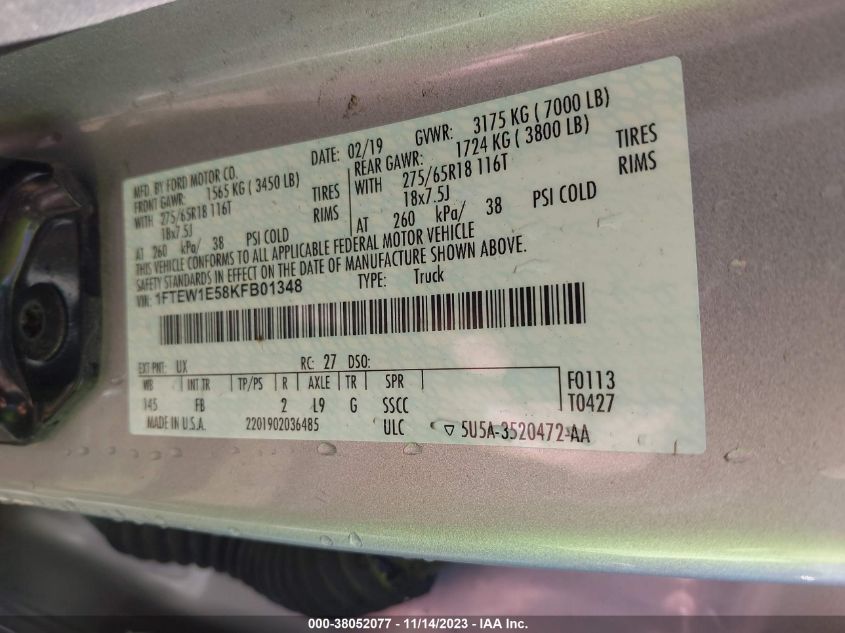 MFD. BY FORD MOTOR CO. DATE: 02/19 GVWR: 3175 KG ( 7000 LB)
FRONT GAWR: 1565 KG ( 3450 LB) REAR GAWR: 1724 KG ( 3800 LB)
WITH 275/65R18 116T TIRES WITH 275/65R18 116T TIRES
18x7.5J RIMS 18x7.5J RIMS
AT 260 kPa/ 38 PSI COLD AT 260 kPa/ 38 PSI COLD
THIS VEHICLE CONFORMS TO ALL APPLICABLE FEDERAL MOTOR VEHICLE
SAFETY STANDARDS IN EFFECT ON THE DATE OF MANUFACTURE SHOWN ABOVE.
VIN: 1FTEW1E58KFB01348 TYPE: Truck
EXT PNT: UX RC: 27 DSO:
WB INT TR TP/PS R AXLE TR SPR F0113
145 FB 2 L9 G SSCC T0427
MADE IN U.S.A. 2201902036485 ULC ▽ 5U5A-3520472-AA
000-38052077 - 11/14/2023 - IAA Inc.